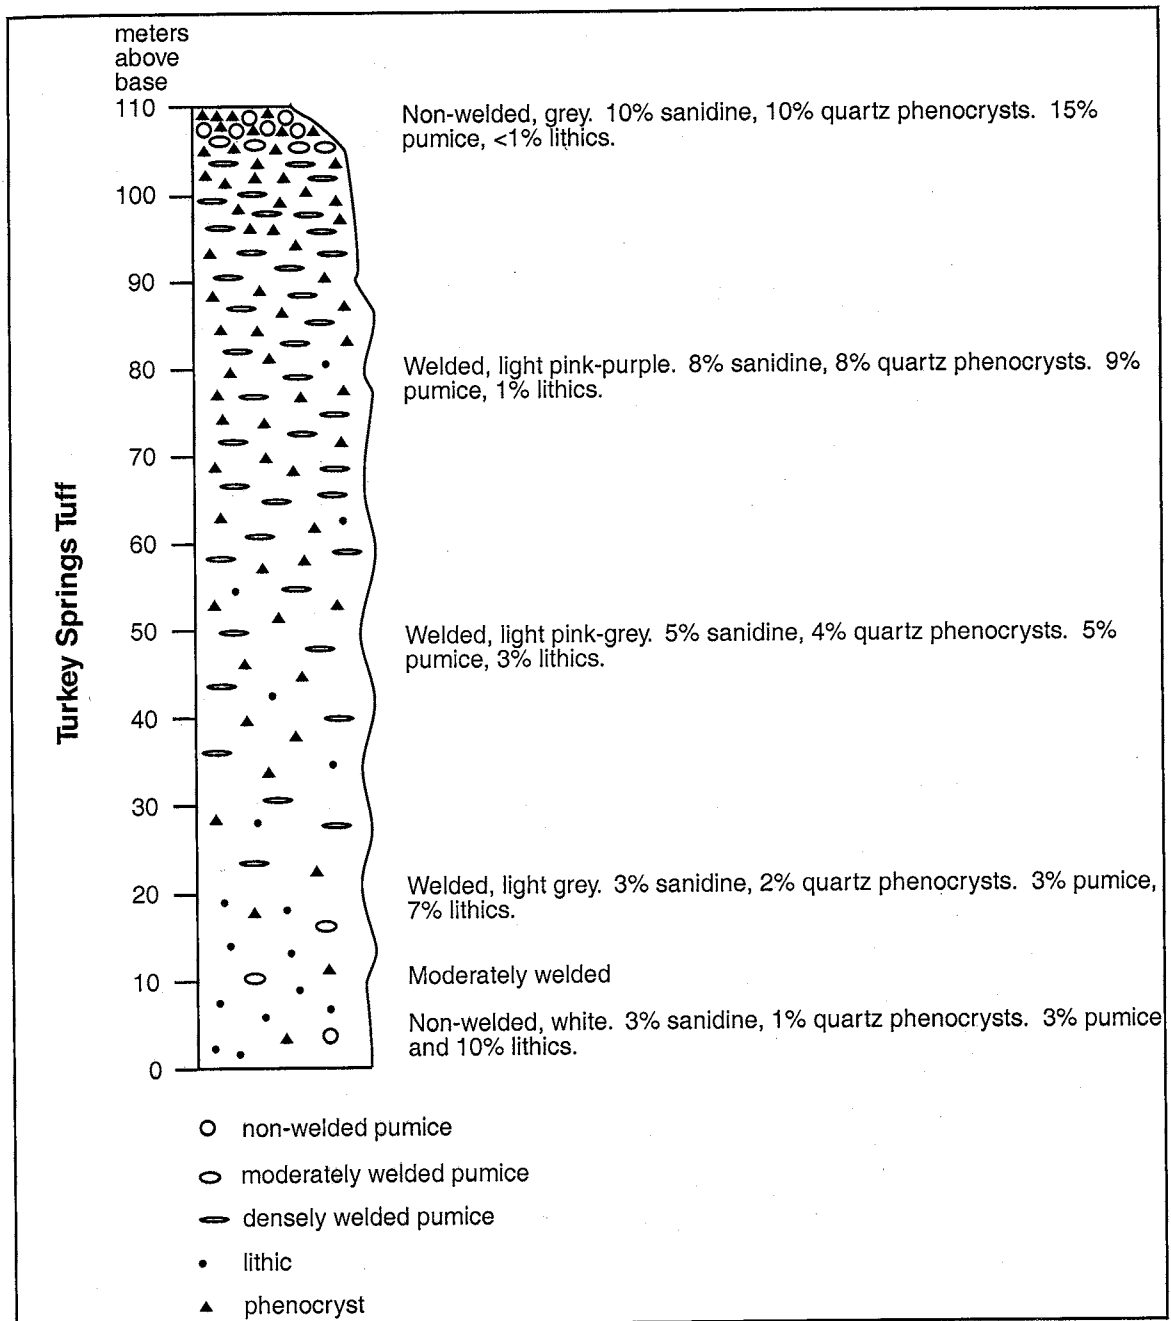 meters
above
base
110
Non-welded, grey. 10% sanidine, 10% quartz phenocrysts. 15%
pumice, <1% lithics.
100
90
80
Welded, light pink-purple. 8% sanidine, 8% quartz phenocrysts. 9%
pumice, 1% lithics.
70
60
Turkey Springs Tuff
50
Welded, light pink-grey. 5% sanidine, 4% quartz phenocrysts. 5%
pumice, 3% lithics.
40
30
20
Welded, light grey. 3% sanidine, 2% quartz phenocrysts. 3% pumice,
7% lithics.
10
Moderately welded
Non-welded, white. 3% sanidine, 1% quartz phenocrysts. 3% pumice
and 10% lithics.
0
non-welded pumice
moderately welded pumice
densely welded pumice
lithic
phenocryst